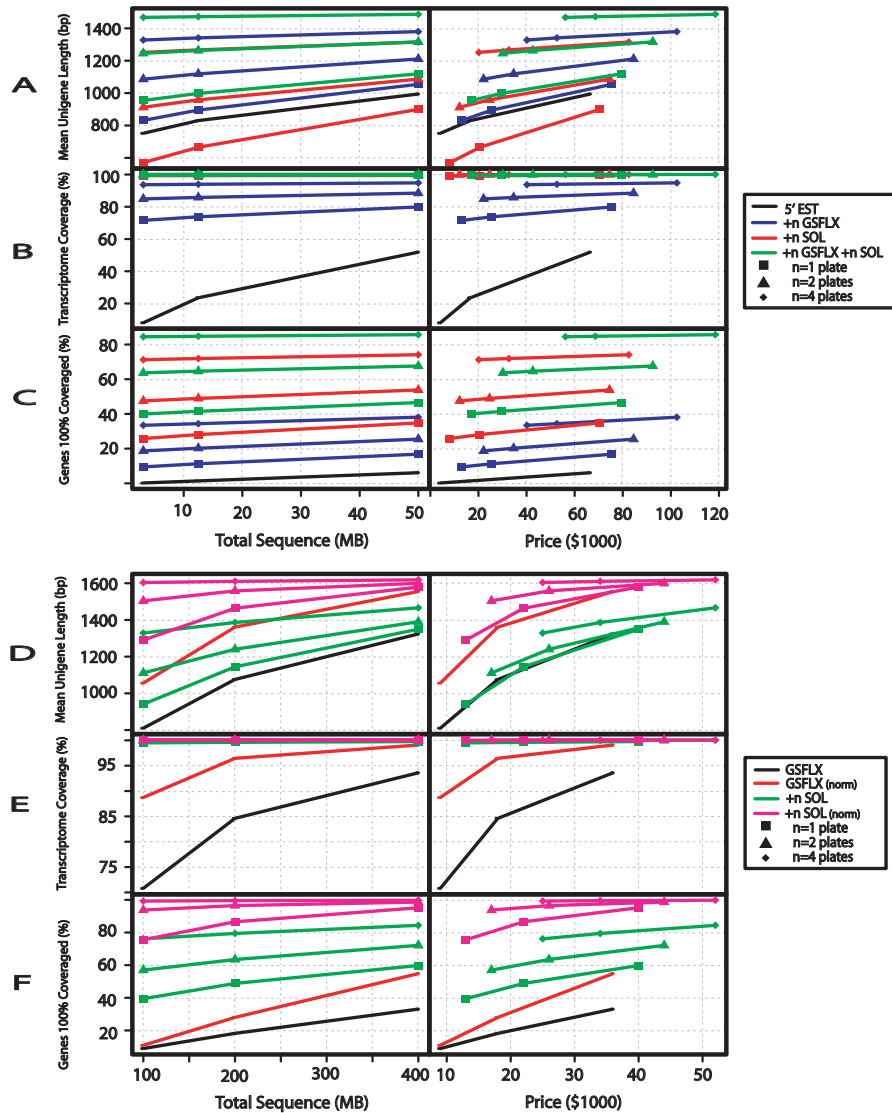 A
Mean Unigene Length (bp)
1400
1200
1000
800
B
Transcriptome Coverage (%)
100
80
60
40
20
C
Genes 100% Coveraged (%)
80
60
40
20
10 20 30 40 50
Total Sequence (MB)
20 40 60 80 100 120
Price ($1000)
5' EST
+n GSFLX
+n SOL
+n GSFLX +n SOL
n=1 plate
n=2 plates
n=4 plates
D
Mean Unigene Length (bp)
1600
1400
1200
1000
E
Transcriptome Coverage (%)
95
85
75
F
Genes 100% Coveraged (%)
80
60
40
20
100 200 300 400
Total Sequence (MB)
10 20 30 40 50
Price ($1000)
GSFLX
GSFLX (norm)
+n SOL
+n SOL (norm)
n=1 plate
n=2 plates
n=4 plates